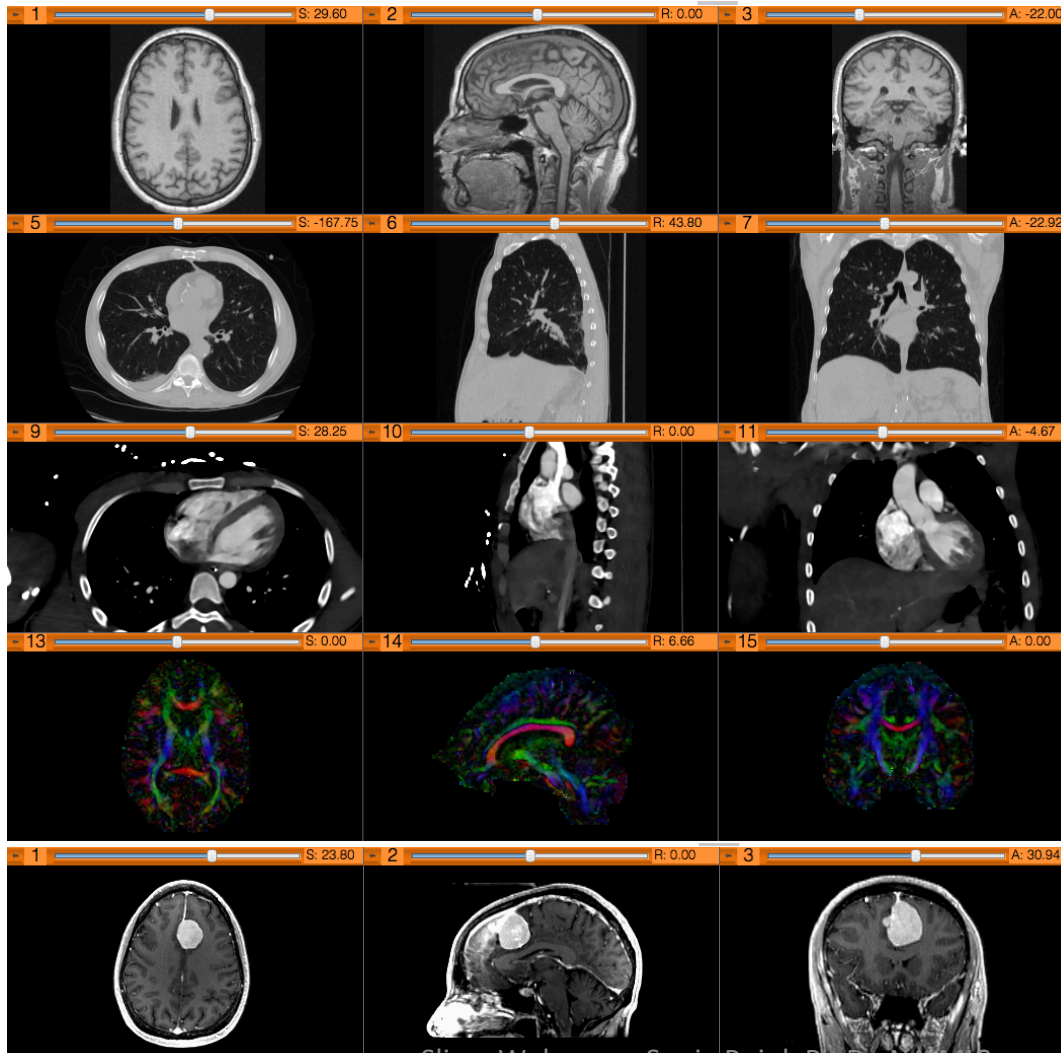 1 S: 29.60 2 R: 0.00 3 A: -22.00
5 S: -167.75 6 R: 43.80 7 A: -22.92
9 S: 28.25 10 R: 0.00 11 A: -4.67
13 S: 0.00 14 R: 6.66 15 A: 0.00
1 S: 23.80 2 R: 0.00 3 A: 30.94